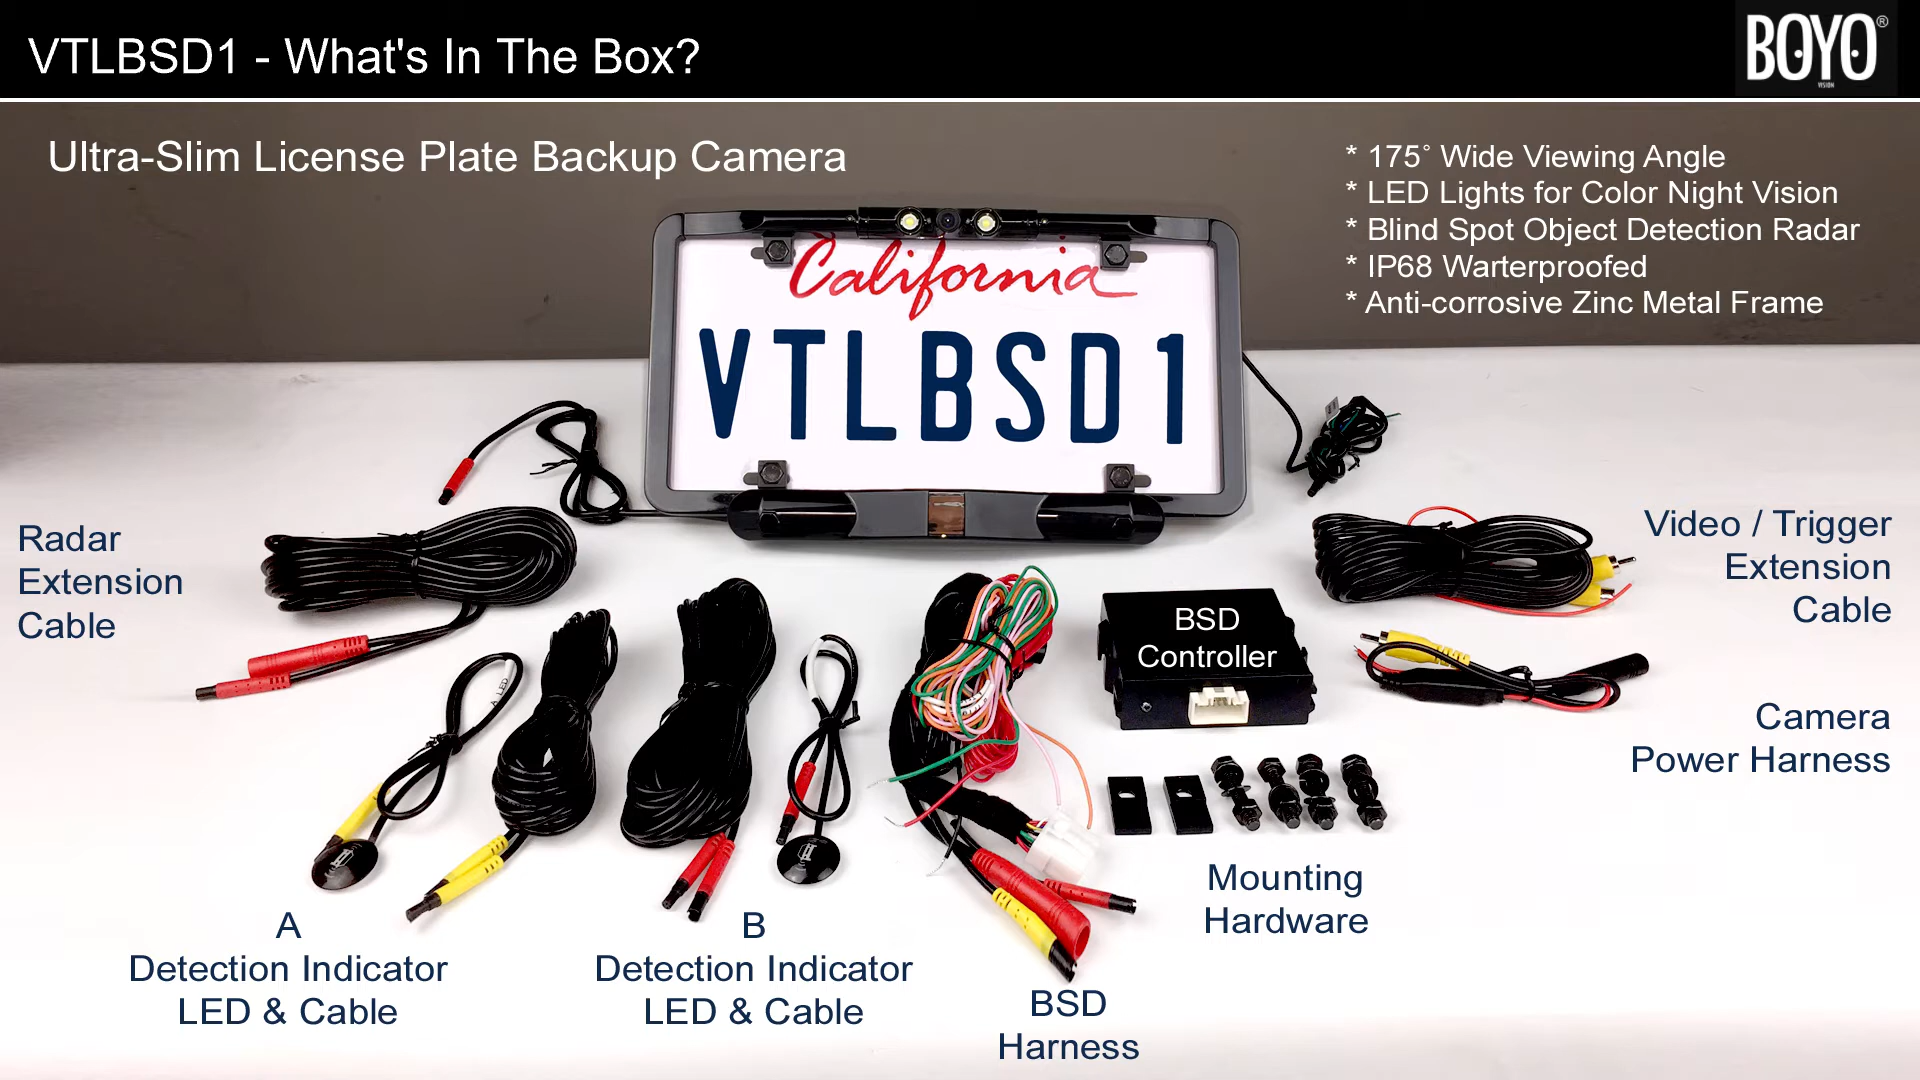 VTLBSD1 - What's In The Box?
BOYO®
VISION
Ultra-Slim License Plate Backup Camera
* 175° Wide Viewing Angle
* LED Lights for Color Night Vision
* Blind Spot Object Detection Radar
* IP68 Warterproofed
* Anti-corrosive Zinc Metal Frame
California
VTLBSD1
Radar
Extension
Cable
Video / Trigger
Extension
Cable
BSD
Controller
A LED
Camera
Power Harness
Mounting
Hardware
A
Detection Indicator
LED & Cable
B
Detection Indicator
LED & Cable
BSD
Harness